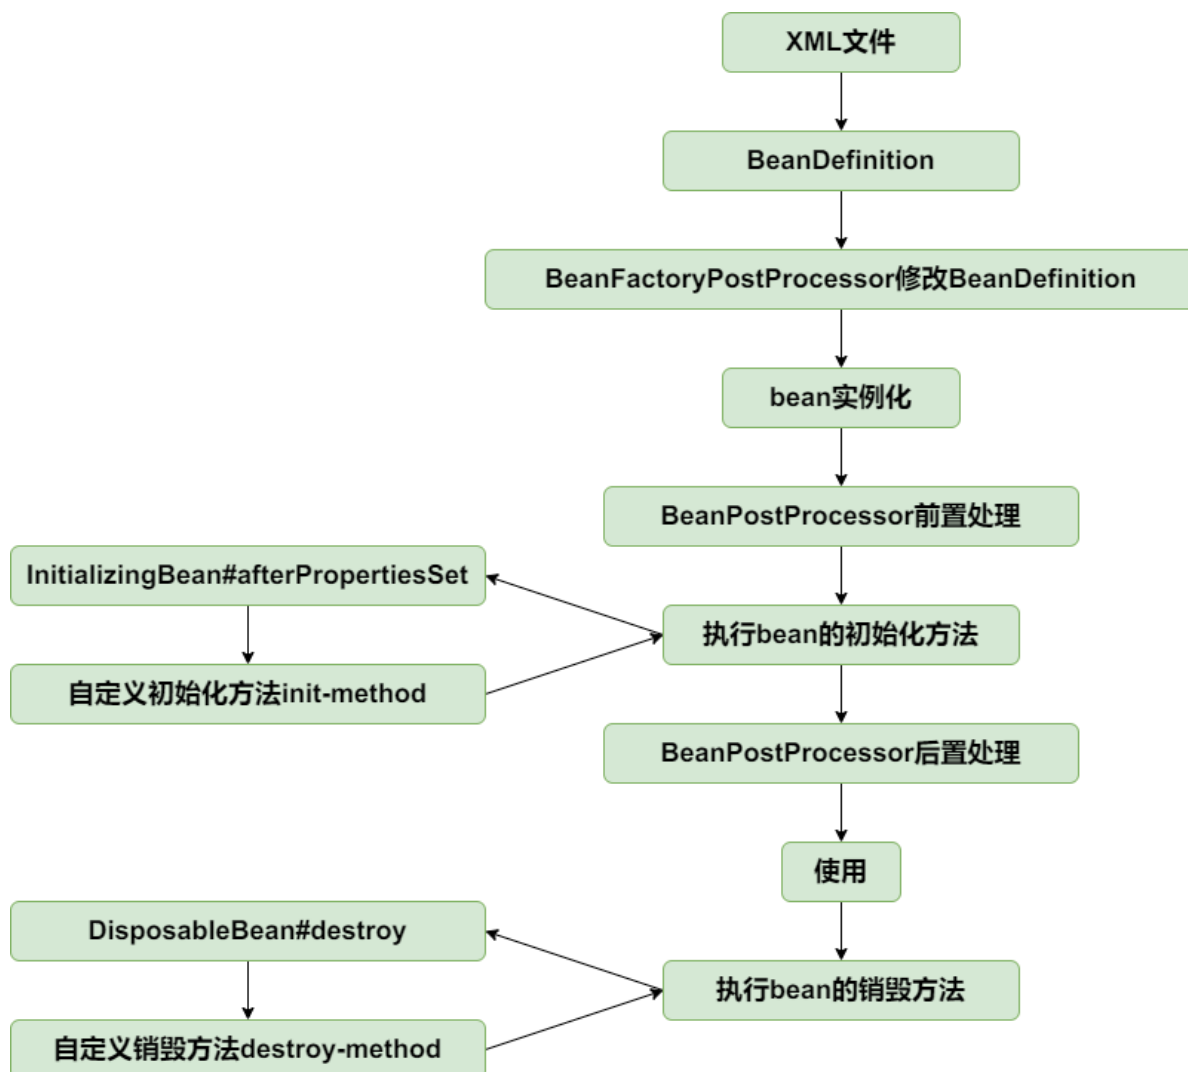 XML文件
BeanDefinition
BeanFactoryPostProcessor修改BeanDefinition
bean实例化
BeanPostProcessor前置处理
InitializingBean#afterPropertiesSet
执行bean的初始化方法
自定义初始化方法init-method
BeanPostProcessor后置处理
使用
DisposableBean#destroy
执行bean的销毁方法
自定义销毁方法destroy-method